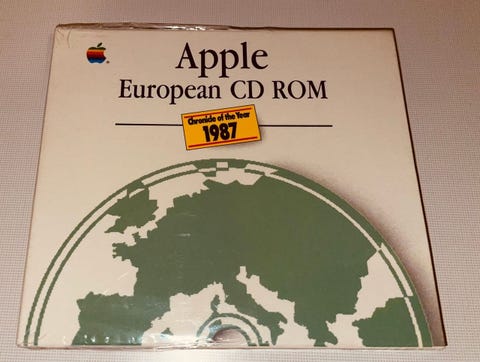 Apple
European CD ROM
Chronicle of the Year
1987